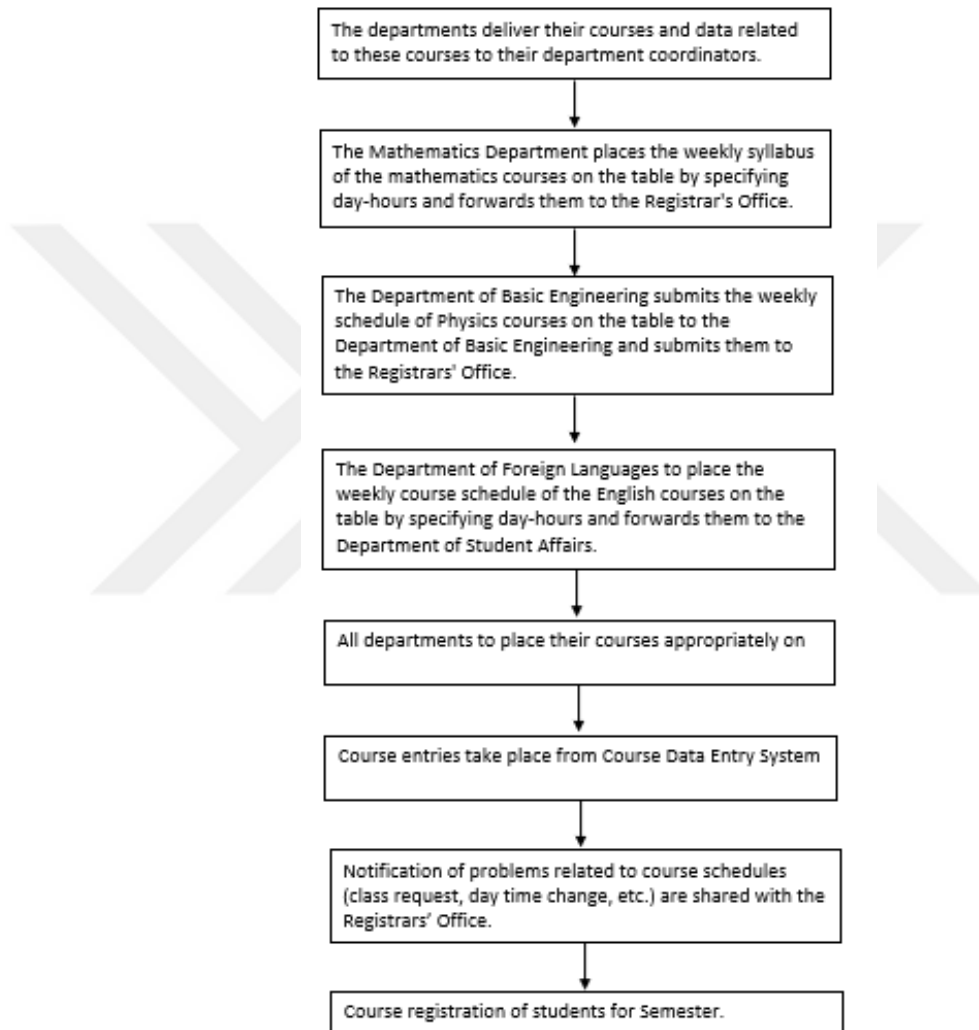 The departments deliver their courses and data related
to these courses to their department coordinators.
The Mathematics Department places the weekly syllabus
of the mathematics courses on the table by specifying
day-hours and forwards them to the Registrar's Office.
The Department of Basic Engineering submits the weekly
schedule of Physics courses on the table to the
Department of Basic Engineering and submits them to
the Registrars' Office.
The Department of Foreign Languages to place the
weekly course schedule of the English courses on the
table by specifying day-hours and forwards them to the
Department of Student Affairs.
All departments to place their courses appropriately on
Course entries take place from Course Data Entry System
Notification of problems related to course schedules
(class request, day time change, etc.) are shared with the
Registrars' Office.
Course registration of students for Semester.